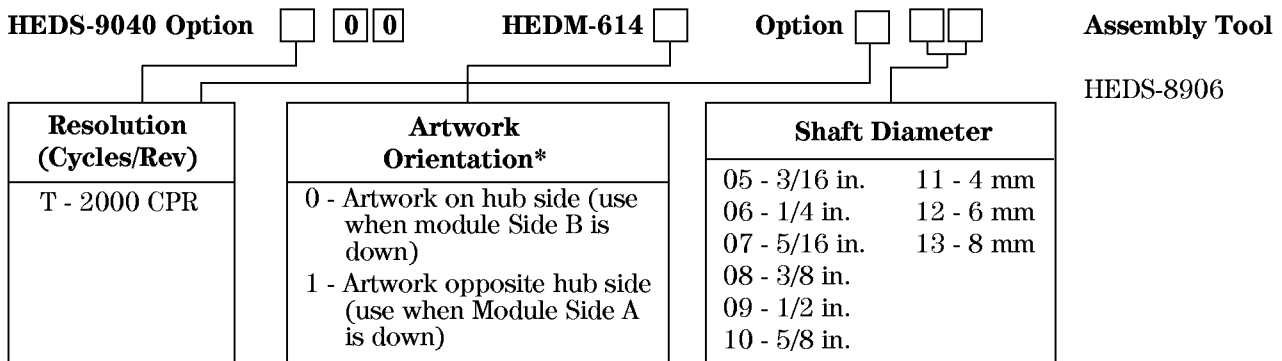 HEDS-9040 Option 0 0 HEDM-614 Option Assembly Tool
HEDS-8906
Resolution
(Cycles/Rev)
T - 2000 CPR
Artwork
Orientation*
0 - Artwork on hub side (use
when module Side B is
down)
1 - Artwork opposite hub side
(use when Module Side A
is down)
Shaft Diameter
05 - 3/16 in. 11 - 4 mm
06 - 1/4 in. 12 - 6 mm
07 - 5/16 in. 13 - 8 mm
08 - 3/8 in.
09 - 1/2 in.
10 - 5/8 in.